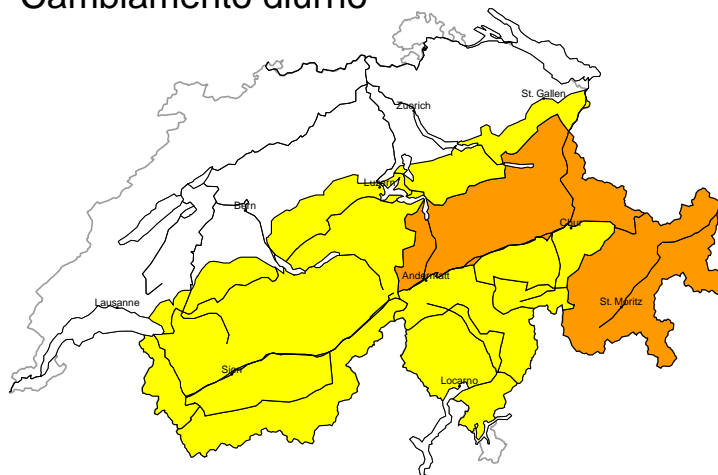 Cambiamento diurno
St. Gallen
Zuerich
Luzern
Bern
Chur
Andermatt
Lausanne
St. Moritz
Sion
Locarno